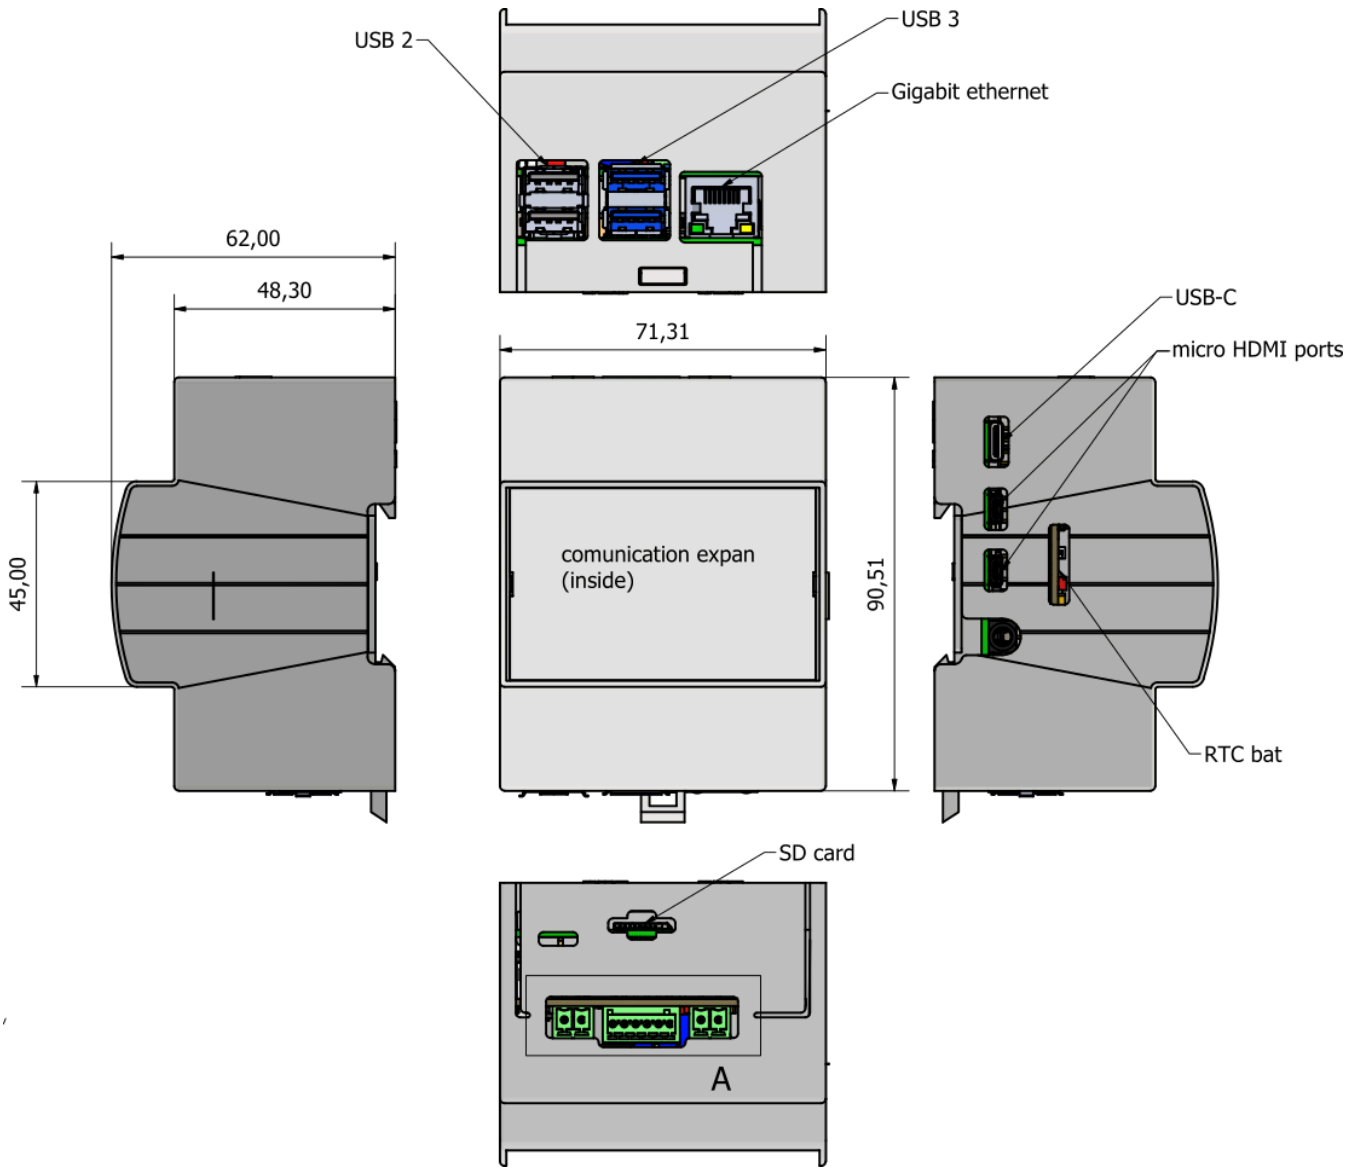 USB 2
USB 3
Gigabit ethernet
62,00
48,30
71,31
USB-C
micro HDMI ports
45,00
comunication expan
(inside)
90,51
RTC bat
SD card
A